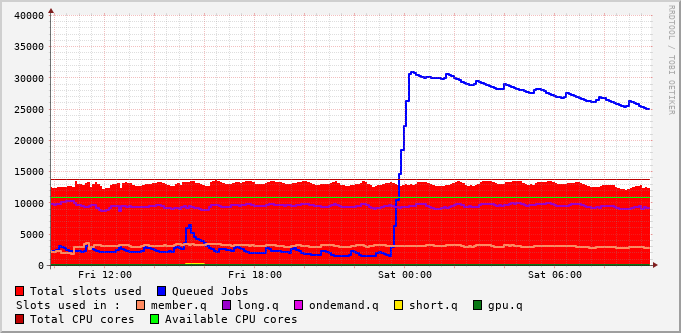 40000
35000
30000
25000
20000
15000
10000
5000
0
Fri 12:00 Fri 18:00 Sat 00:00 Sat 06:00
RRDTOOL / TOBI OETIKER
Total slots used Queued Jobs
Slots used in : member.q long.q ondemand.q short.q gpu.q
Total CPU cores Available CPU cores